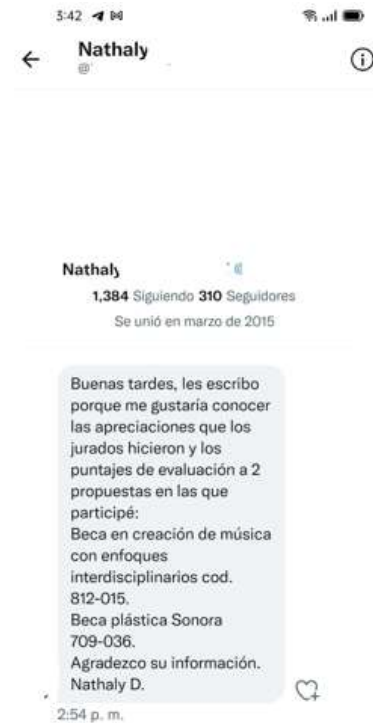 3:42
Nathaly
@
Nathaly
1,384 Siguiendo 310 Seguidores
Se unió en marzo de 2015
Buenas tardes, les escribo
porque me gustaría conocer
las apreciaciones que los
jurados hicieron y los
puntajes de evaluación a 2
propuestas en las que
participé:
Beca en creación de música
con enfoques
interdisciplinarios cod.
812-015.
Beca plástica Sonora
709-036.
Agradezco su información.
Nathaly D.
2:54 p. m.